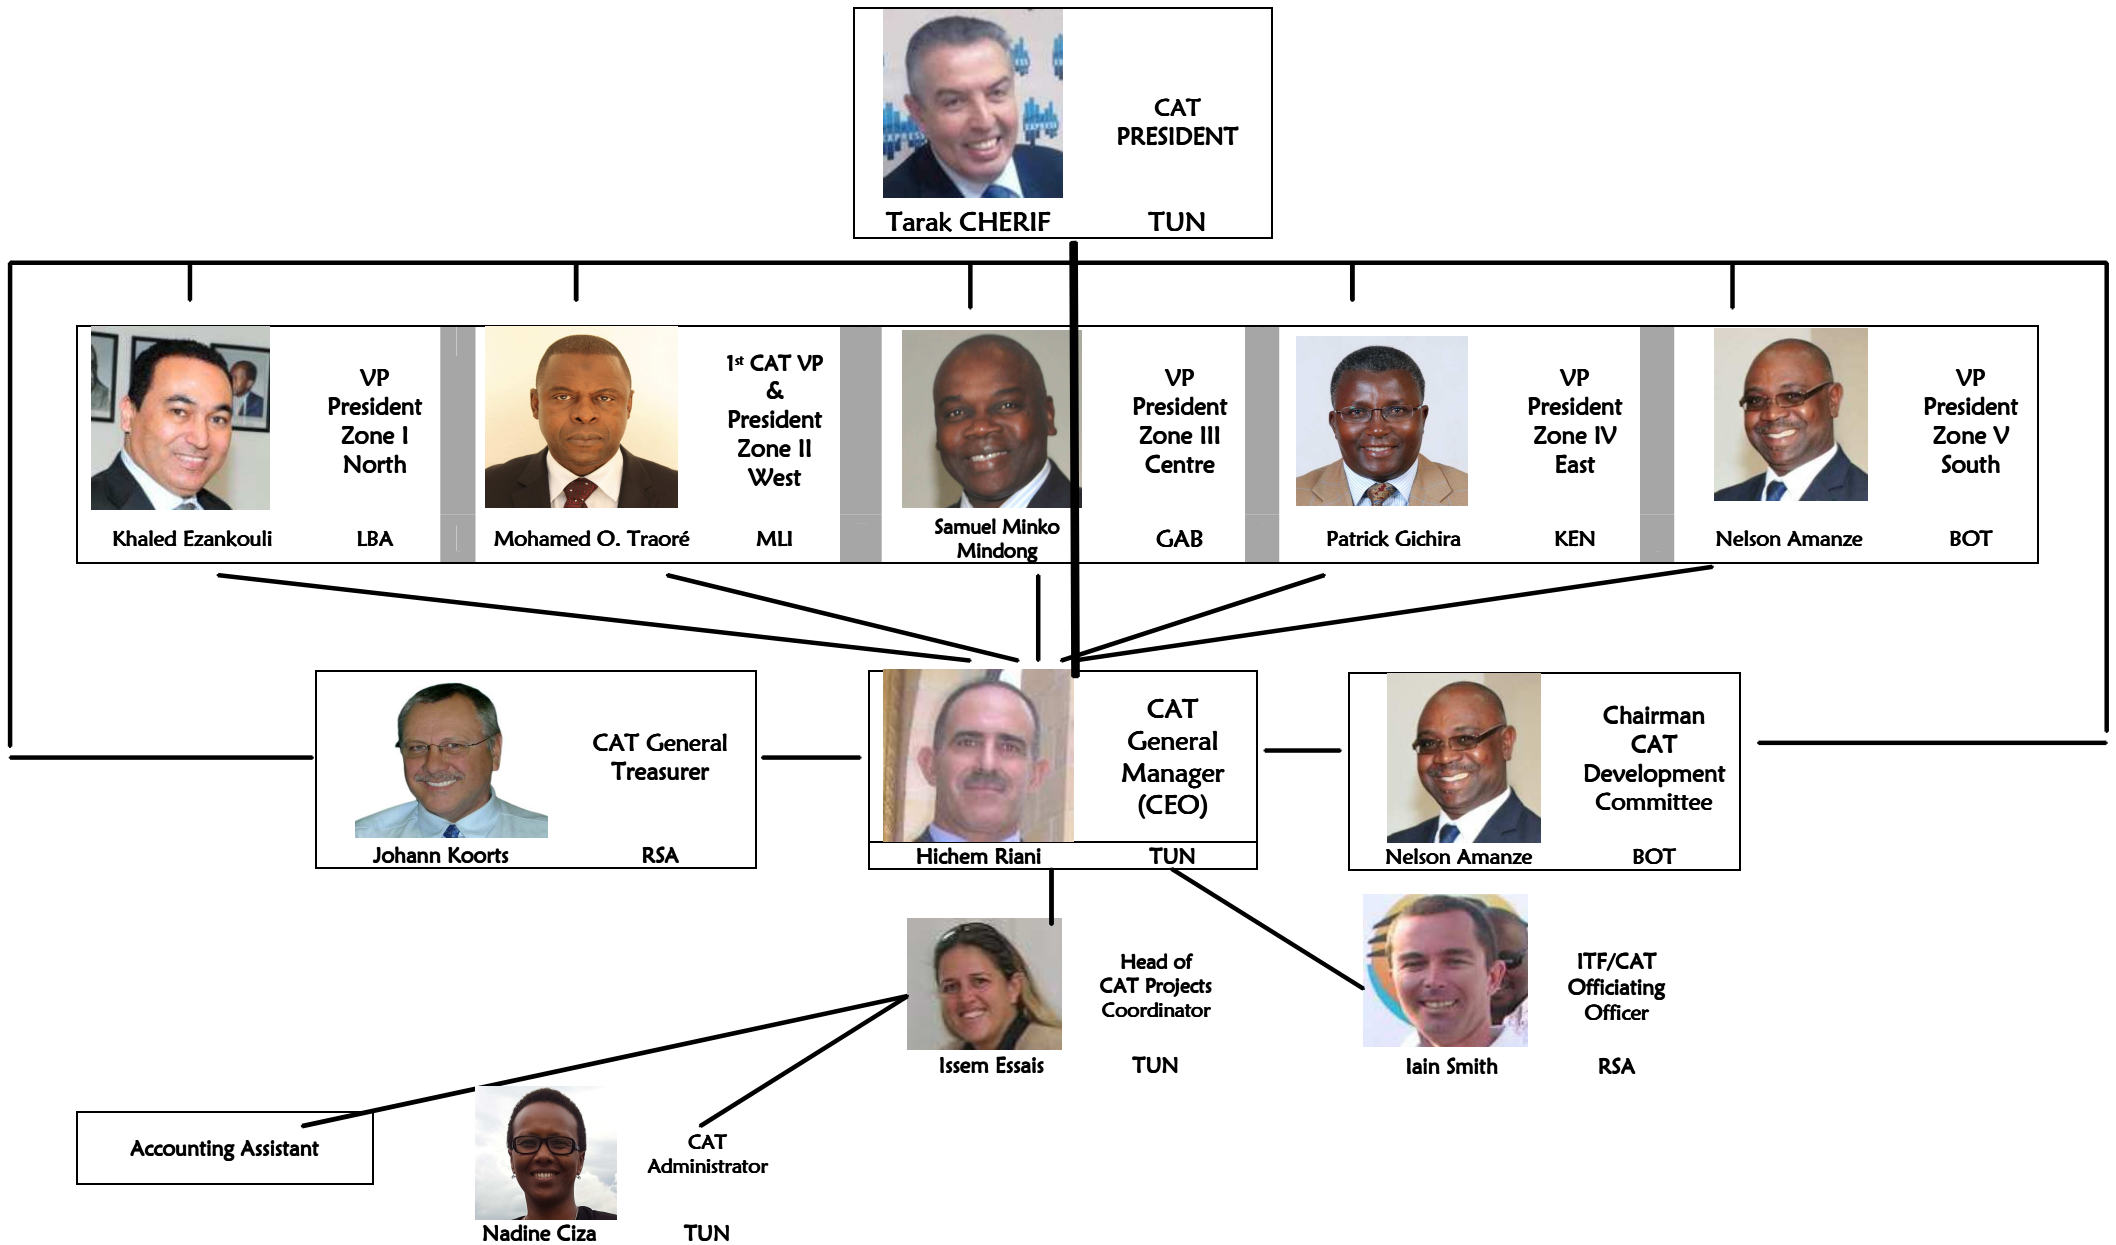 CAT
PRESIDENT
Tarak CHERIF
TUN
EXPRESS
EXPRESS
VP
President
Zone I
North
Khaled Ezankouli
LBA
1st CAT VP
&
President
Zone II
West
Mohamed O. Traoré
MLI
VP
President
Zone III
Centre
Samuel Minko
Mindong
GAB
VP
President
Zone IV
East
Patrick Gichira
KEN
VP
President
Zone V
South
Nelson Amanze
BOT
CAT General
Treasurer
Johann Koorts
RSA
CAT
General
Manager
(CEO)
Hichem Riani
TUN
Chairman
CAT
Development
Committee
Nelson Amanze
BOT
Head of
CAT Projects
Coordinator
Issem Essais
TUN
ITF/CAT
Officiating
Officer
Iain Smith
RSA
Accounting Assistant
CAT
Administrator
Nadine Ciza
TUN